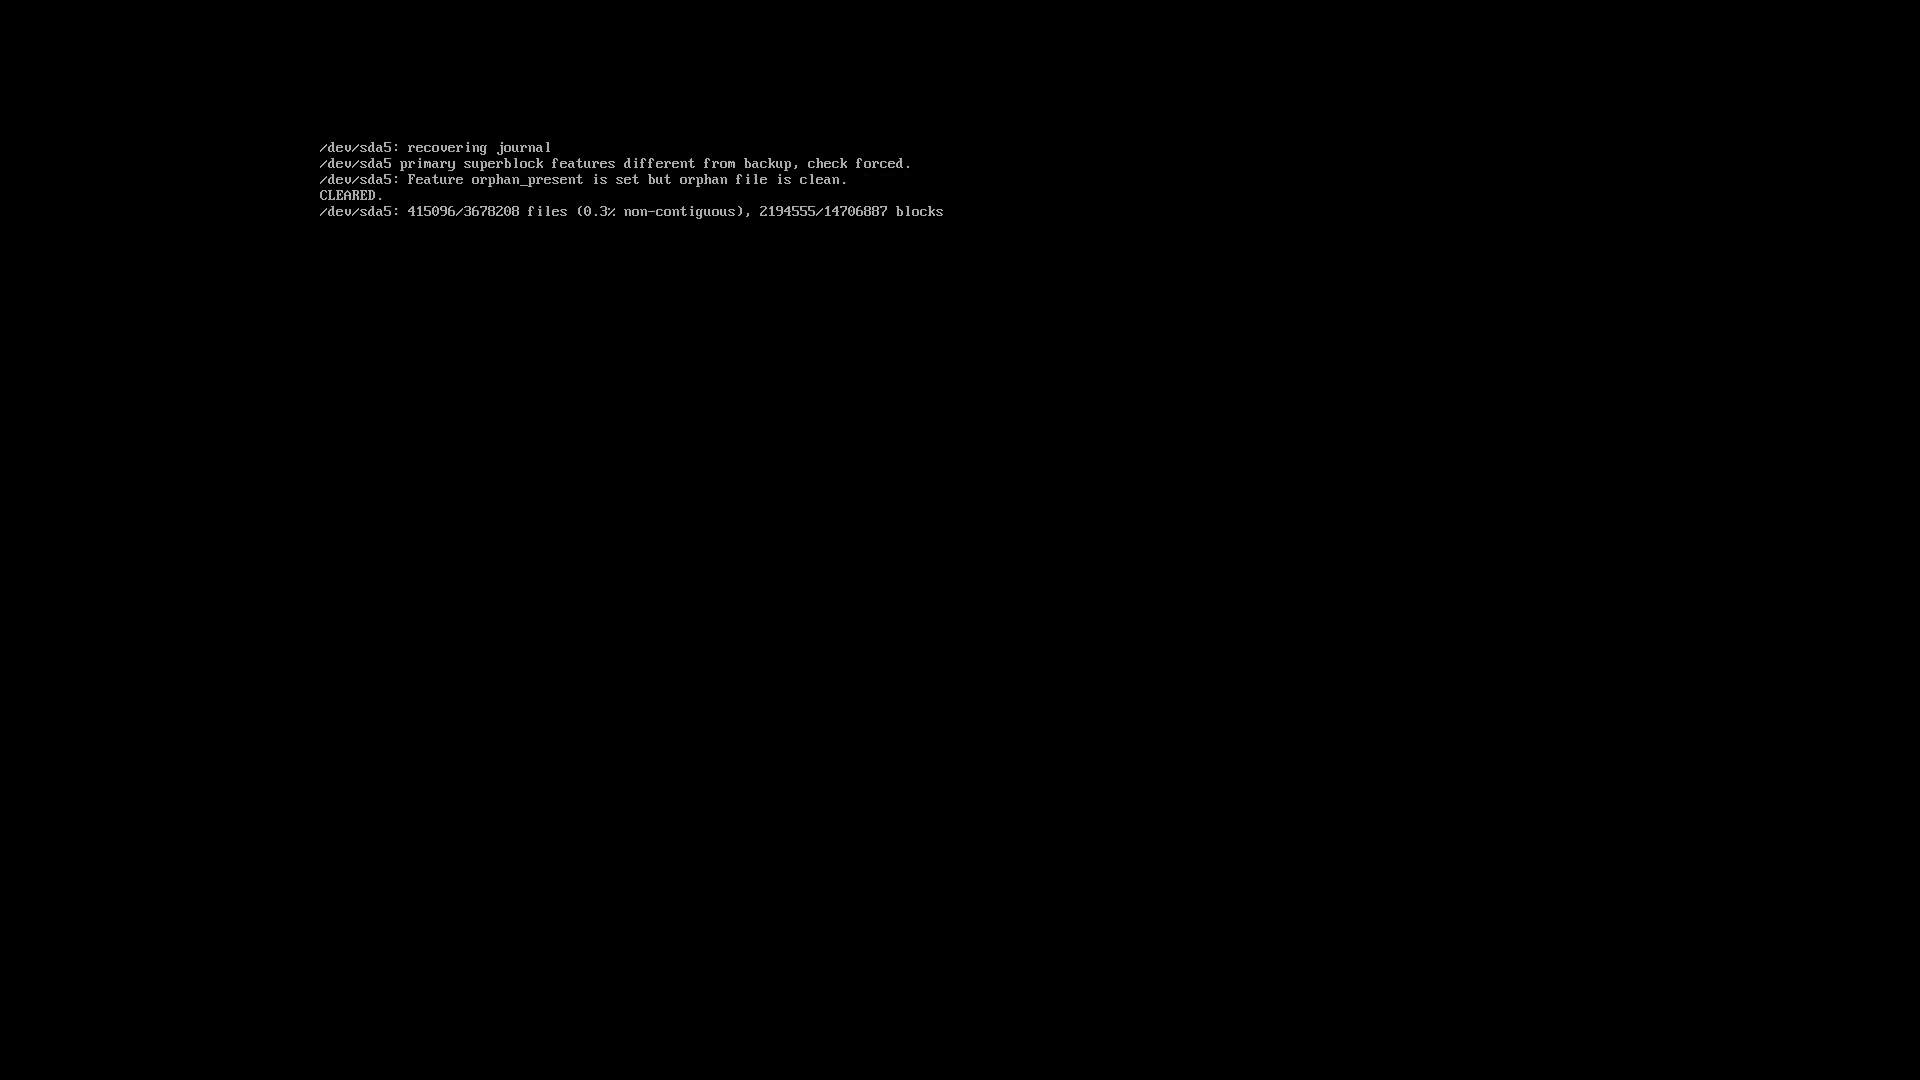 /dev/sda5: recovering journal
/dev/sda5 primary superblock features different from backup, check forced.
/dev/sda5: Feature orphan_present is set but orphan file is clean.
CLEARED.
/dev/sda5: 415096/3678208 files (0.3% non-contiguous), 2194555/14706887 blocks